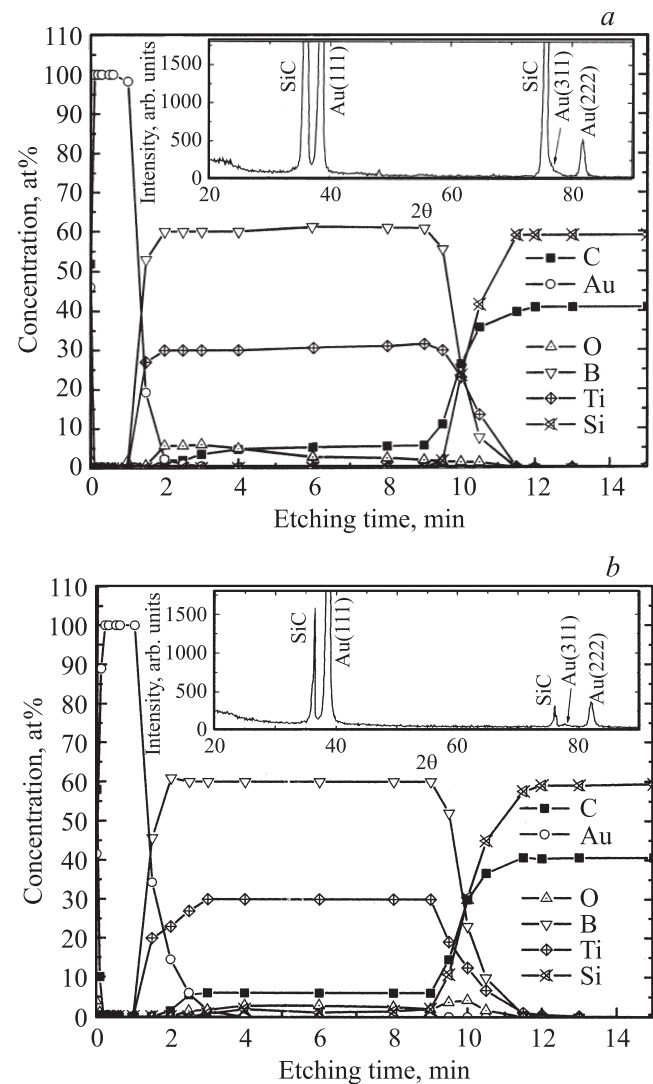 a
110
100
90
80
70
60
50
40
30
20
10
0
Concentration, at%
0 2 4 6 8 10 12 14
Etching time, min
Intensity, arb. units
1500
1000
500
0
20 40 60 80
2θ
SiC
Au(111)
SiC
Au(311)
Au(222)
C
Au
O
B
Ti
Si
b
110
100
90
80
70
60
50
40
30
20
10
0
Concentration, at%
0 2 4 6 8 10 12 14
Etching time, min
Intensity, arb. units
1500
1000
500
0
20 40 60 80
2θ
SiC
Au(111)
SiC
Au(311)
Au(222)
C
Au
O
B
Ti
Si